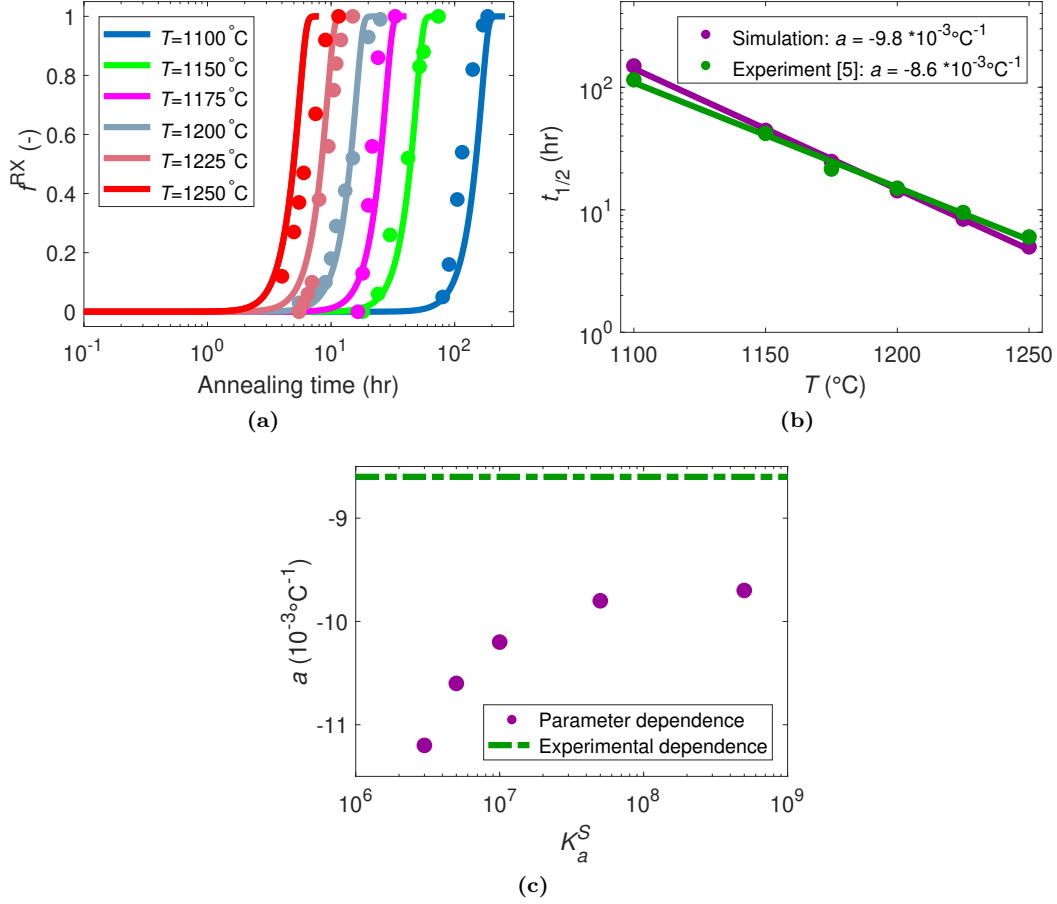 1
0.8
0.6
0.4
0.2
0
f^RX (-)
T=1100°C
T=1150°C
T=1175°C
T=1200°C
T=1225°C
T=1250°C
10^-1 10^0 10^1 10^2
Annealing time (hr)
(a)
10^2
10^1
10^0
t_1/2 (hr)
Simulation: a = -9.8 *10^-3°C^-1
Experiment [5]: a = -8.6 *10^-3°C^-1
1100 1150 1200 1250
T (°C)
(b)
-9
-10
-11
a (10^-3°C^-1)
Parameter dependence
Experimental dependence
10^6 10^7 10^8 10^9
K_a^S
(c)